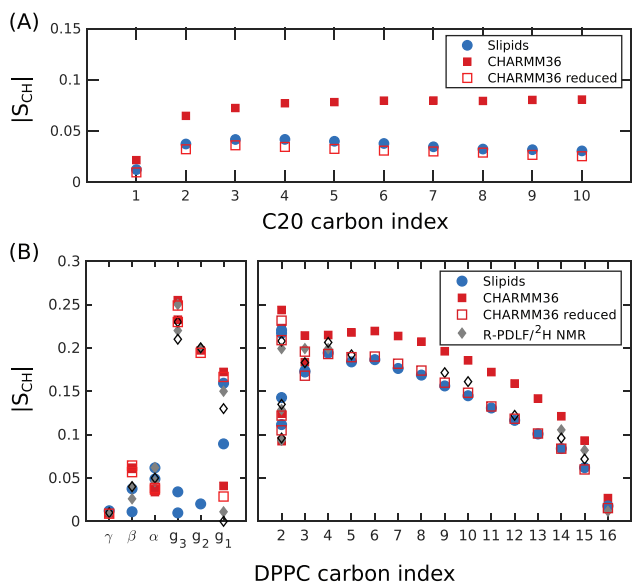 (A)
|S_CH|
0.15
0.1
0.05
0
Slipids
CHARMM36
CHARMM36 reduced
1 2 3 4 5 6 7 8 9 10
C20 carbon index
(B)
|S_CH|
0.3
0.25
0.2
0.15
0.1
0.05
0
Slipids
CHARMM36
CHARMM36 reduced
R-PDLF/²H NMR
γ β α g₃ g₂ g₁
2 3 4 5 6 7 8 9 10 11 12 13 14 15 16
DPPC carbon index